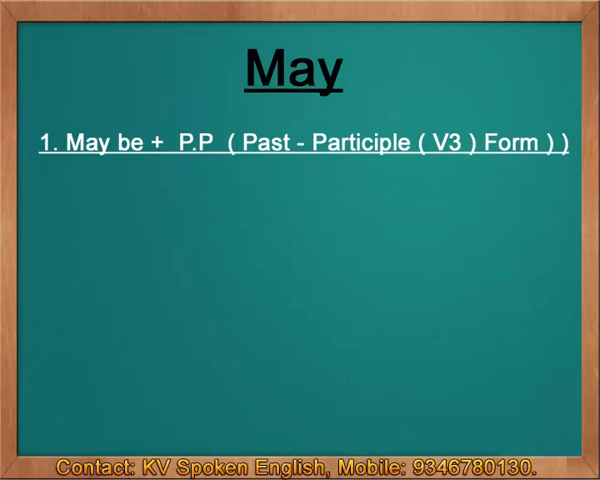 May
1. May be + P.P ( Past - Participle ( V3 ) Form ) )
Contact: KV Spoken English, Mobile: 9346780130.